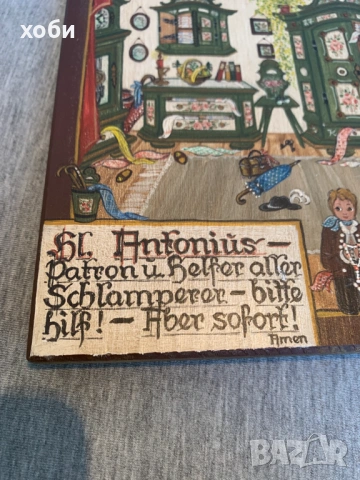 хоби
Hl. Antonius –
Patron u. Helfer aller
Schlamperer – bitte
hilf! – Aber sofort!
Amen
BAZAR